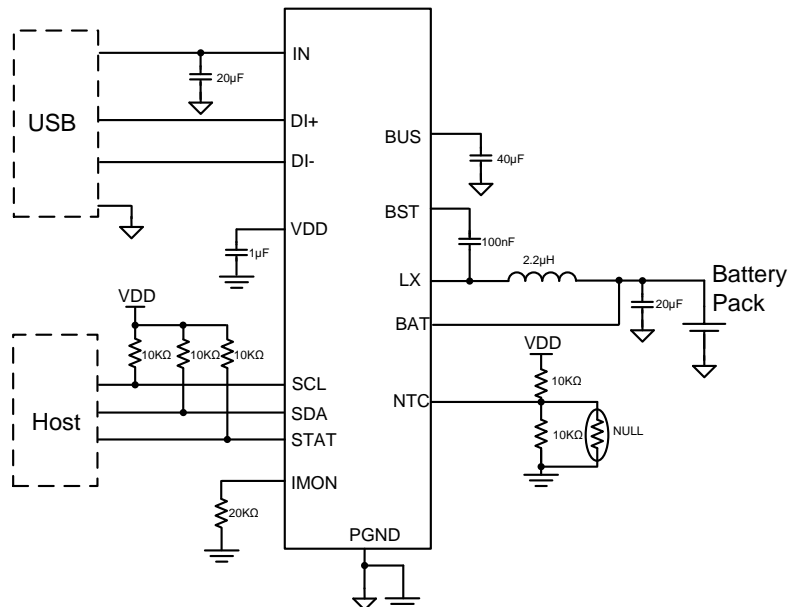 USB
IN
20µF
DI+
DI-
VDD
1µF
VDD
10KΩ 10KΩ 10KΩ
Host
SCL
SDA
STAT
IMON
20KΩ
PGND
BUS
40µF
BST
100nF
LX
2.2µH
BAT
20µF
Battery
Pack
VDD
10KΩ
NTC
10KΩ
NULL